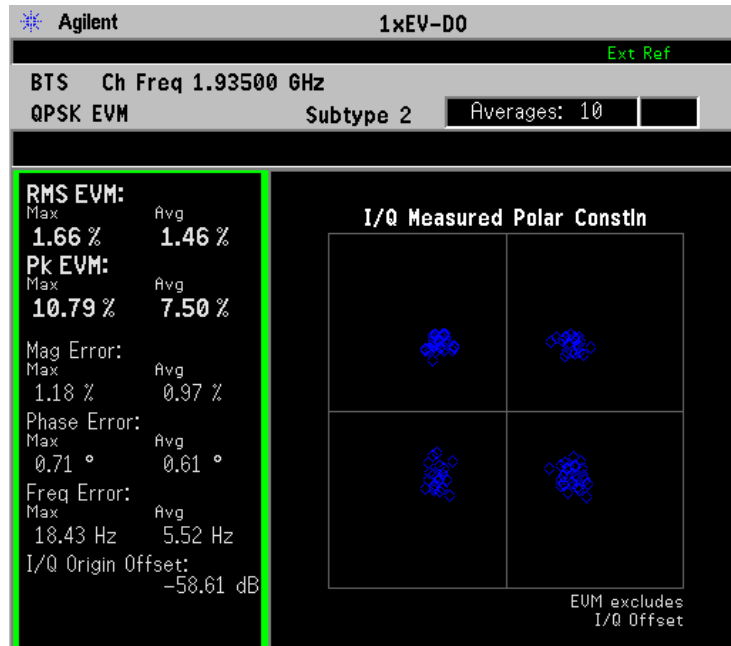 Agilent 1xEV-DO
Ext Ref
BTS Ch Freq 1.93500 GHz
QPSK EVM Subtype 2 Averages: 10
RMS EVM:
Max Avg
1.66 % 1.46 %
Pk EVM:
Max Avg
10.79 % 7.50 %
Mag Error:
Max Avg
1.18 % 0.97 %
Phase Error:
Max Avg
0.71 ° 0.61 °
Freq Error:
Max Avg
18.43 Hz 5.52 Hz
I/Q Origin Offset:
-58.61 dB
I/Q Measured Polar Constln
EVM excludes
I/Q Offset